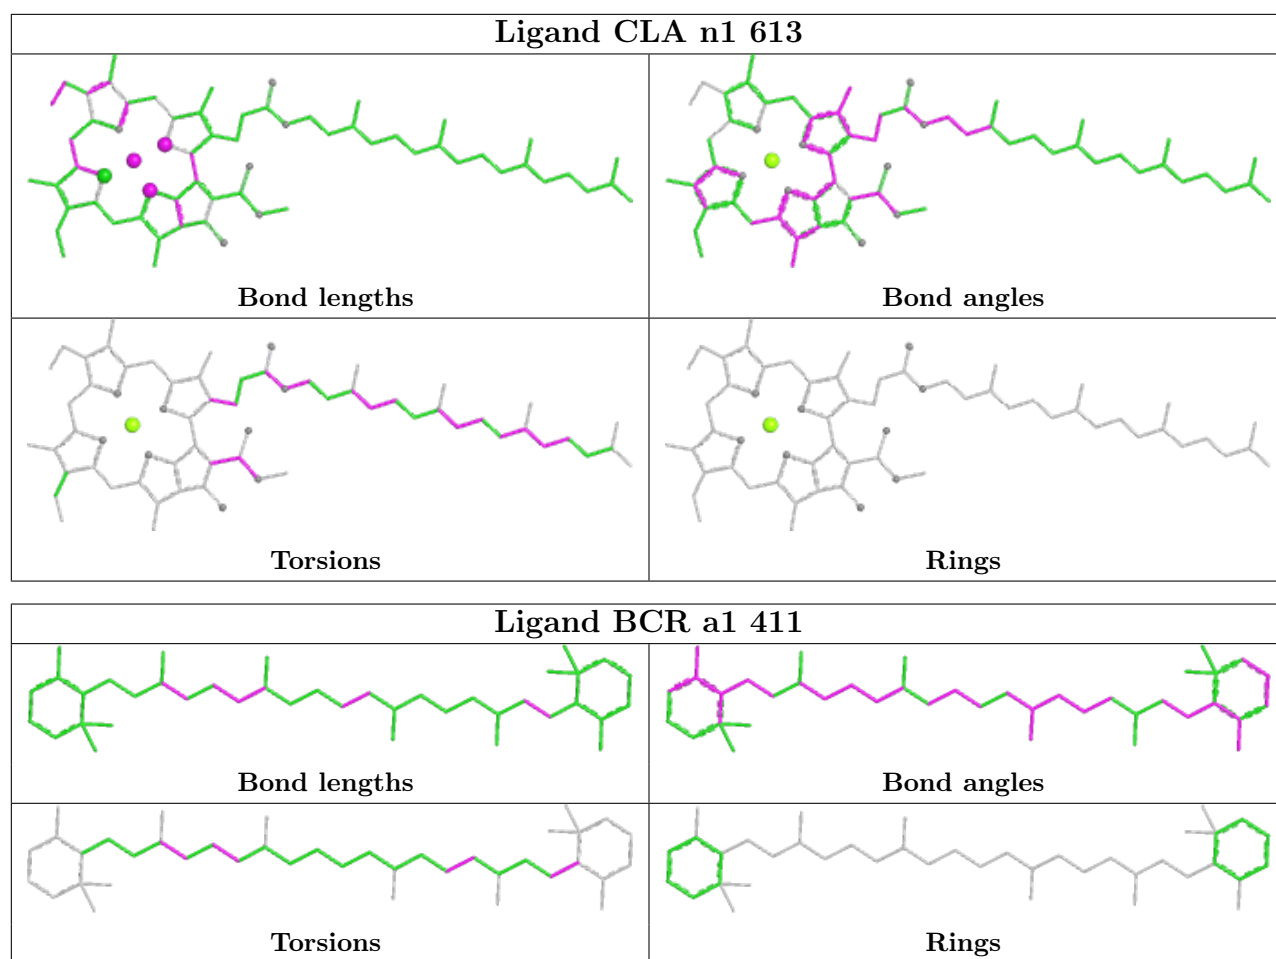 Ligand CLA n1 613
Bond lengths
Bond angles
Torsions
Rings
Ligand BCR a1 411
Bond lengths
Bond angles
Torsions
Rings